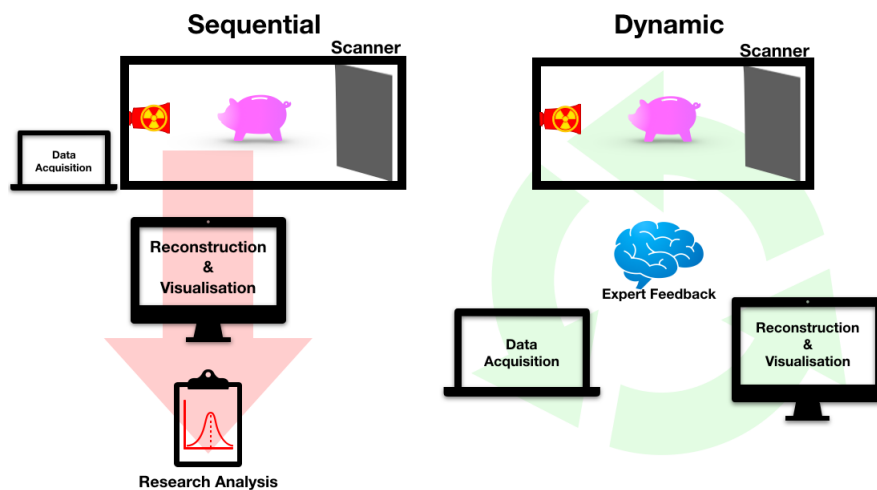 Sequential
Scanner
Data
Acquisition
Reconstruction
&
Visualisation
Research Analysis
Dynamic
Scanner
Expert Feedback
Data
Acquisition
Reconstruction
&
Visualisation